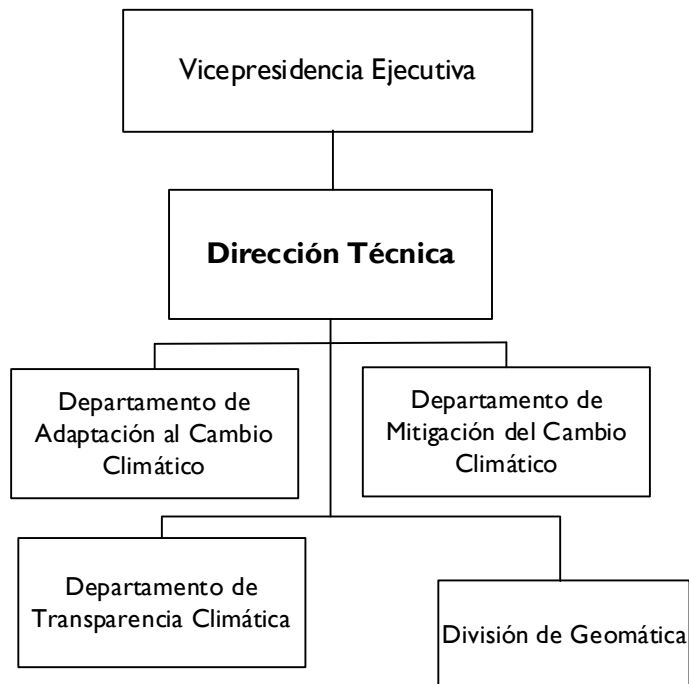 Vicepresidencia Ejecutiva
Dirección Técnica
Departamento de
Adaptación al Cambio
Climático
Departamento de
Mitigación del Cambio
Climático
Departamento de
Transparencia Climática
División de Geomática